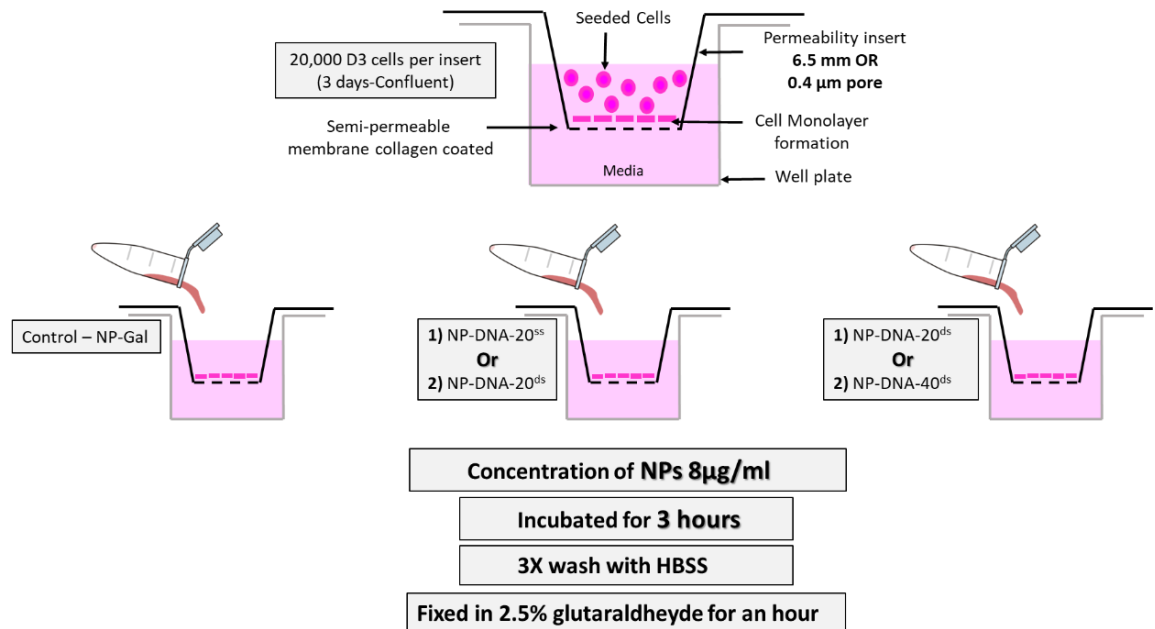 Seeded Cells
20,000 D3 cells per insert
(3 days-Confluent)
Permeability insert
6.5 mm OR
0.4 µm pore
Semi-permeable
membrane collagen coated
Cell Monolayer
formation
Media
Well plate
Control – NP-Gal
1) NP-DNA-20ss
Or
2) NP-DNA-20ds
1) NP-DNA-20ds
Or
2) NP-DNA-40ds
Concentration of NPs 8µg/ml
Incubated for 3 hours
3X wash with HBSS
Fixed in 2.5% glutaraldheyde for an hour